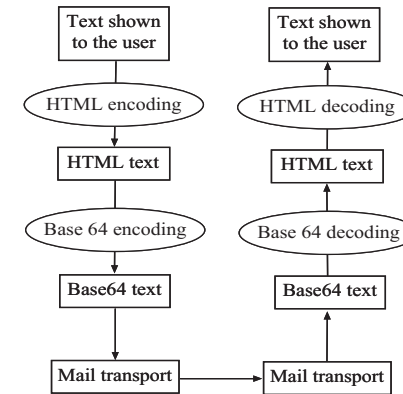 Text shown
to the user
HTML encoding
HTML text
Base 64 encoding
Base64 text
Mail transport
Text shown
to the user
HTML decoding
HTML text
Base 64 decoding
Base64 text
Mail transport